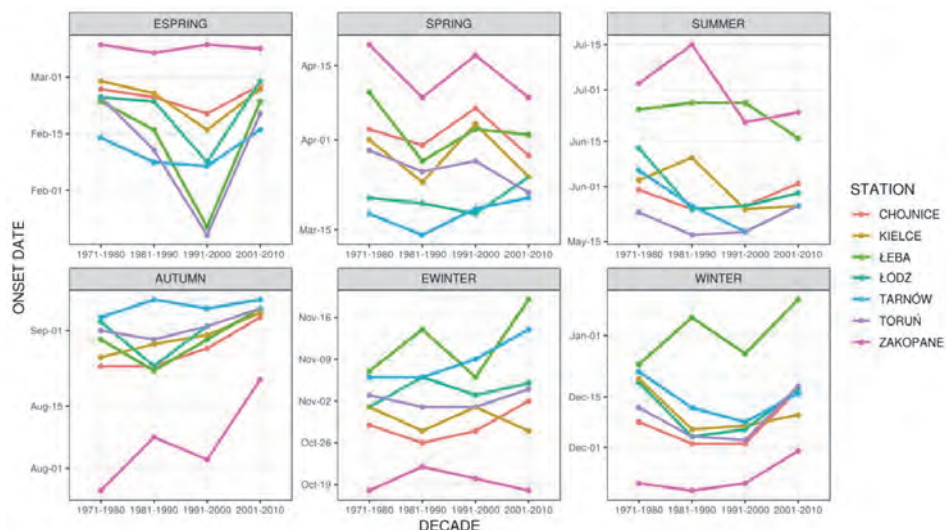 ESPRING SPRING SUMMER
Mar-01
Feb-15
Feb-01
Apr-15
Apr-01
Mar-15
Jul-15
Jul-01
Jun-15
Jun-01
May-15
1971-1980 1981-1990 1991-2000 2001-2010
1971-1980 1981-1990 1991-2000 2001-2010
1971-1980 1981-1990 1991-2000 2001-2010
AUTUMN EWINTER WINTER
Sep-01
Aug-15
Aug-01
Nov-16
Nov-09
Nov-02
Oct-26
Oct-19
Jan-01
Dec-15
Dec-01
1971-1980 1981-1990 1991-2000 2001-2010
1971-1980 1981-1990 1991-2000 2001-2010
1971-1980 1981-1990 1991-2000 2001-2010
ONSET DATE
DECADE
STATION
CHOJNICE
KIELCE
ŁEBA
ŁODZ
TARNÓW
TORUŃ
ZAKOPANE